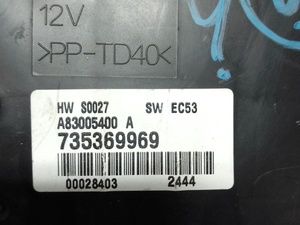 12V
>PP-TD40<
HW S0027 SW EC53
A83005400 A
735369969
00028403 2444